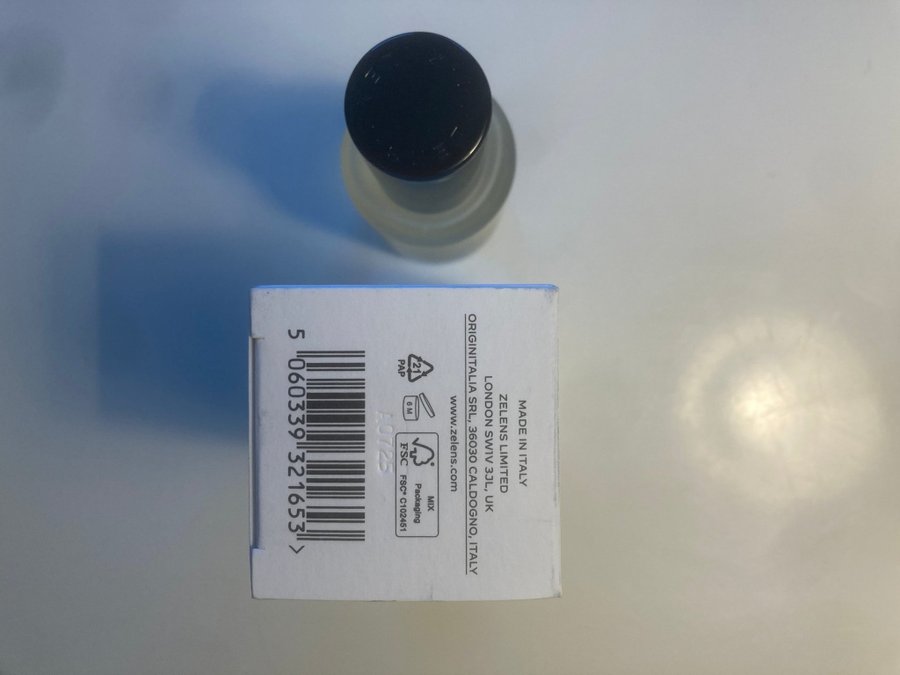 MADE IN ITALY
ZELENS LIMITED
LONDON SW1V 3JL, UK
ORIGINITALIA SRL, 36030 CALDOGNO, ITALY
www.zelens.com
21
PAP
6 M
FSC
MIX
Packaging
FSC® C102451
5 060339 321653 >